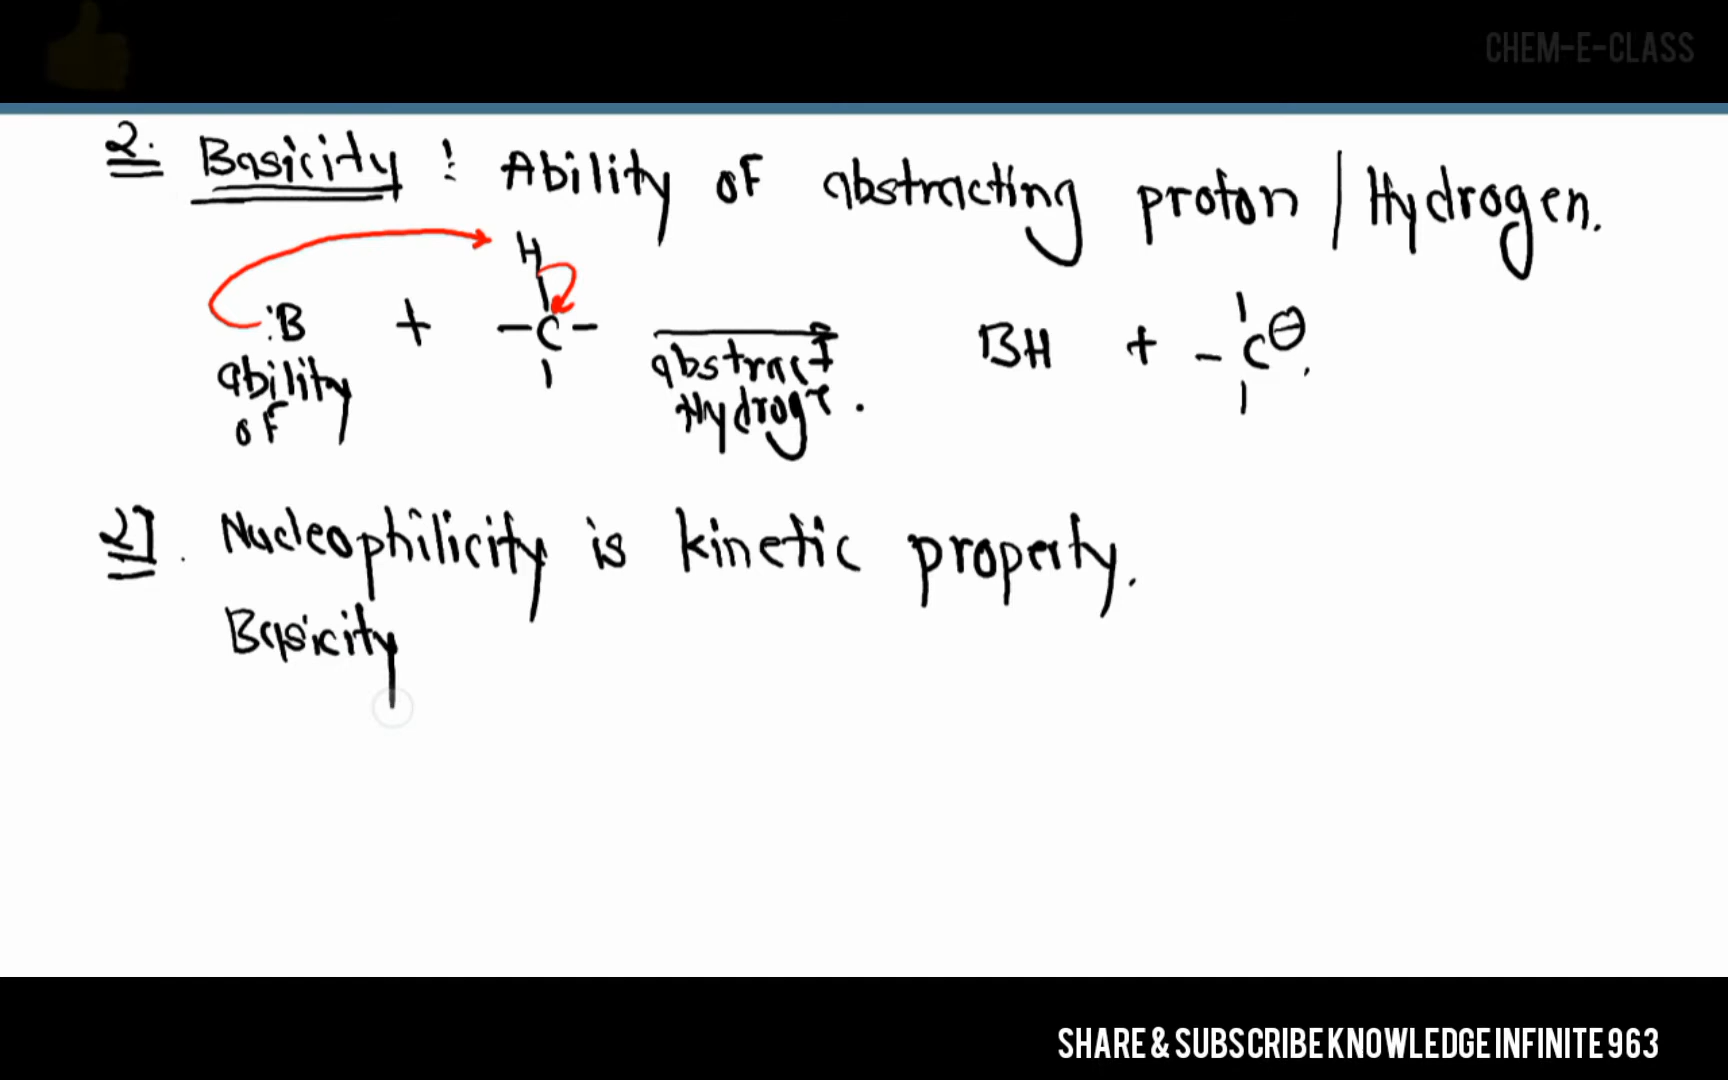 CHEM-E-CLASS
2. Basicity : Ability of abstracting proton / Hydrogen.
H
:B + -C- abstract BH + -C⊖.
ability of Hydrog .
2]. Nucleophilicity is kinetic property.
Basicity
SHARE & SUBSCRIBE KNOWLEDGE INFINITE 963